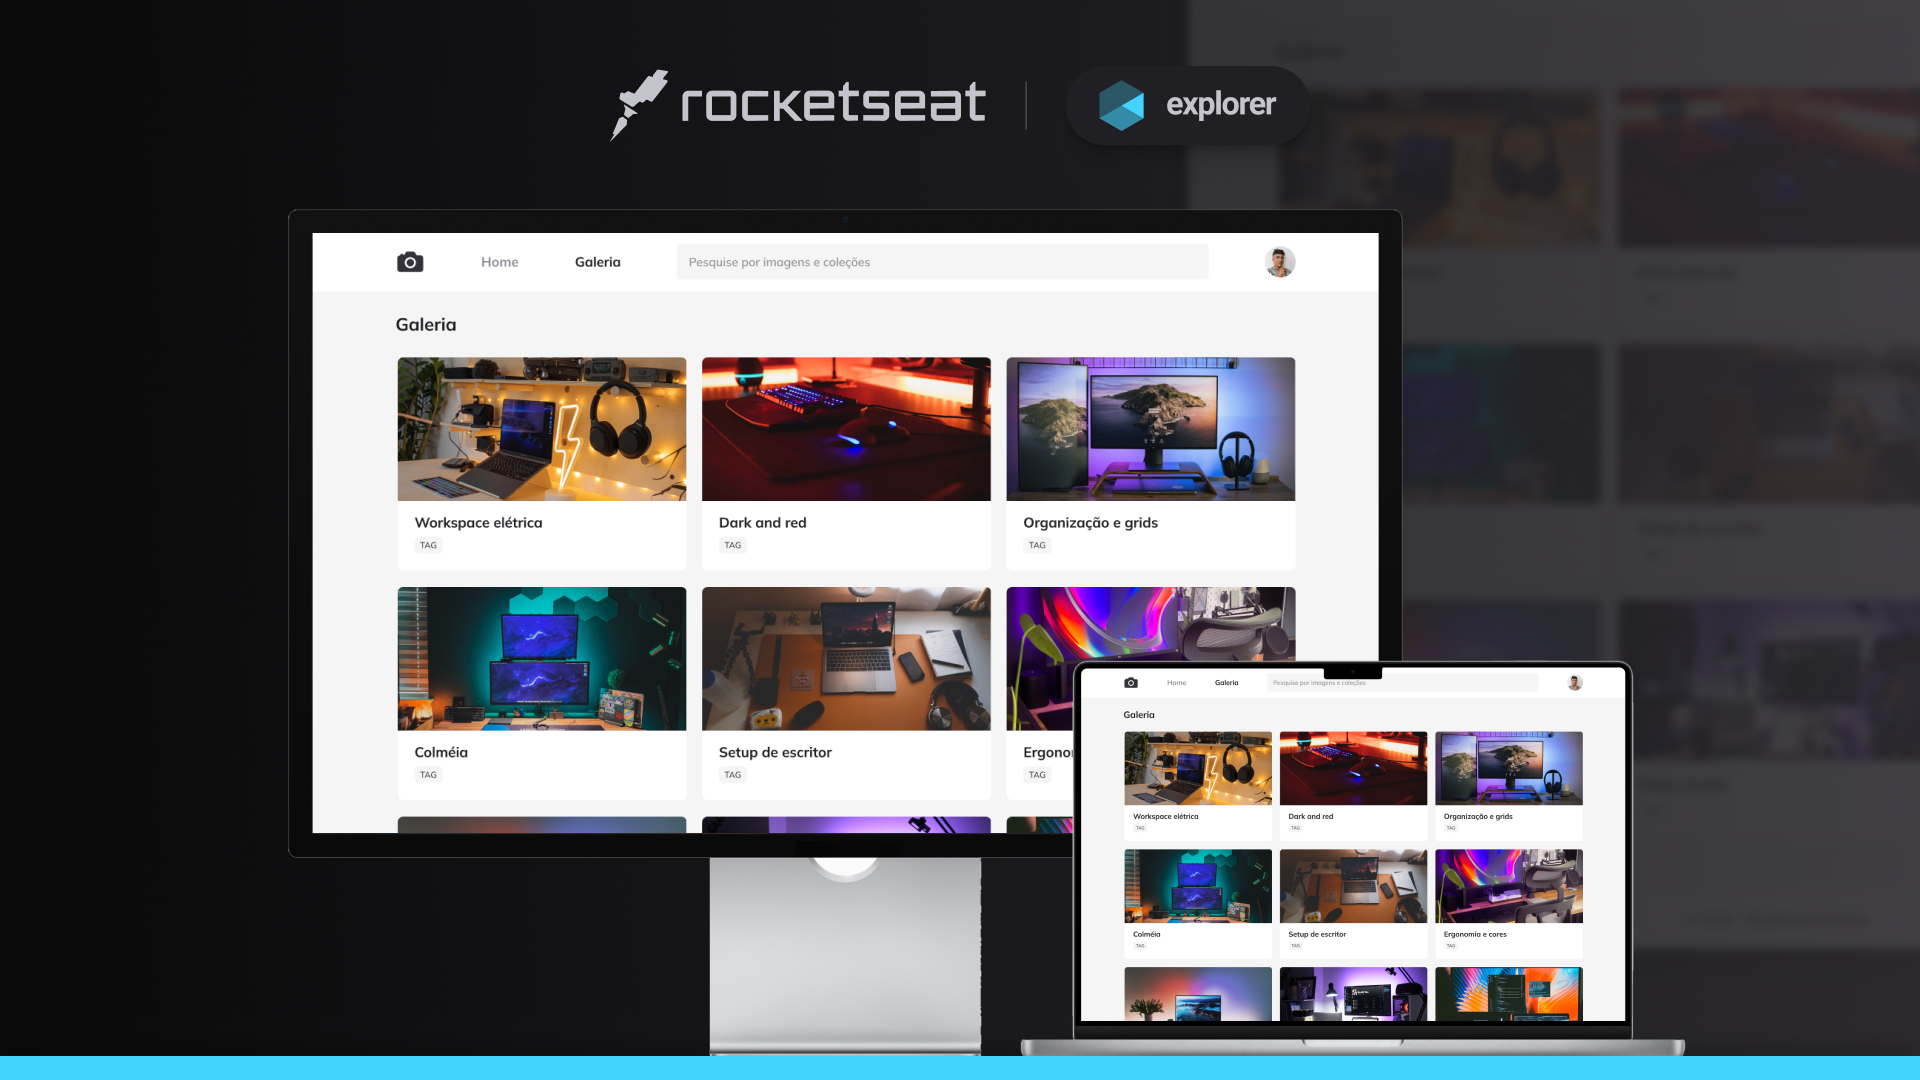 rocketseat
explorer
Home
Galeria
Pesquise por imagens e coleções
Galeria
Workspace elétrica
TAG
Dark and red
TAG
Organização e grids
TAG
Colméia
TAG
Setup de escritor
TAG
Ergono
TAG
Home
Galeria
Pesquise por imagens e coleções
Galeria
Workspace elétrica
TAG
Dark and red
TAG
Organização e grids
TAG
Colméia
TAG
Setup de escritor
TAG
Ergonomia e cores
TAG